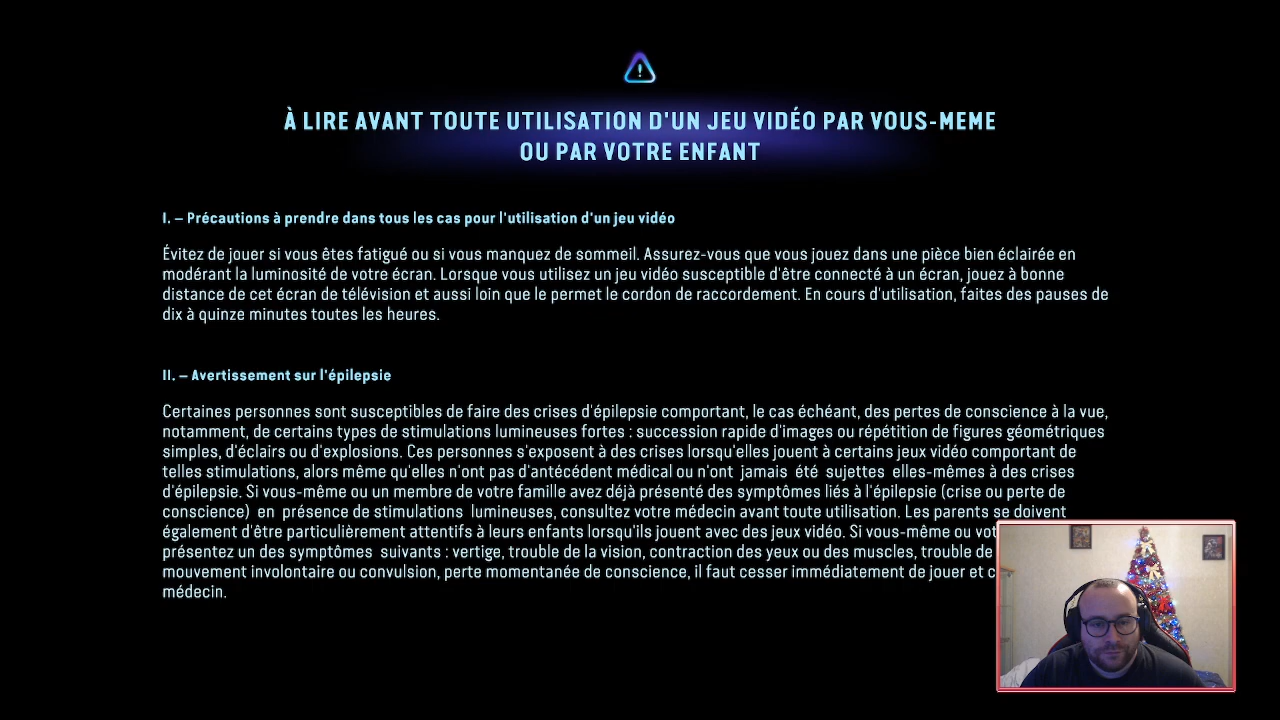 À LIRE AVANT TOUTE UTILISATION D'UN JEU VIDÉO PAR VOUS-MEME
OU PAR VOTRE ENFANT
I. – Précautions à prendre dans tous les cas pour l'utilisation d'un jeu vidéo
Évitez de jouer si vous êtes fatigué ou si vous manquez de sommeil. Assurez-vous que vous jouez dans une pièce bien éclairée en
modérant la luminosité de votre écran. Lorsque vous utilisez un jeu vidéo susceptible d'être connecté à un écran, jouez à bonne
distance de cet écran de télévision et aussi loin que le permet le cordon de raccordement. En cours d'utilisation, faites des pauses de
dix à quinze minutes toutes les heures.
II. – Avertissement sur l'épilepsie
Certaines personnes sont susceptibles de faire des crises d'épilepsie comportant, le cas échéant, des pertes de conscience à la vue,
notamment, de certains types de stimulations lumineuses fortes : succession rapide d'images ou répétition de figures géométriques
simples, d'éclairs ou d'explosions. Ces personnes s'exposent à des crises lorsqu'elles jouent à certains jeux vidéo comportant de
telles stimulations, alors même qu'elles n'ont pas d'antécédent médical ou n'ont jamais été sujettes elles-mêmes à des crises
d'épilepsie. Si vous-même ou un membre de votre famille avez déjà présenté des symptômes liés à l'épilepsie (crise ou perte de
conscience) en présence de stimulations lumineuses, consultez votre médecin avant toute utilisation. Les parents se doivent
également d'être particulièrement attentifs à leurs enfants lorsqu'ils jouent avec des jeux vidéo. Si vous-même ou
présentez un des symptômes suivants : vertige, trouble de la vision, contraction des yeux ou des muscles, trouble de
mouvement involontaire ou convulsion, perte momentanée de conscience, il faut cesser immédiatement de jouer et
médecin.